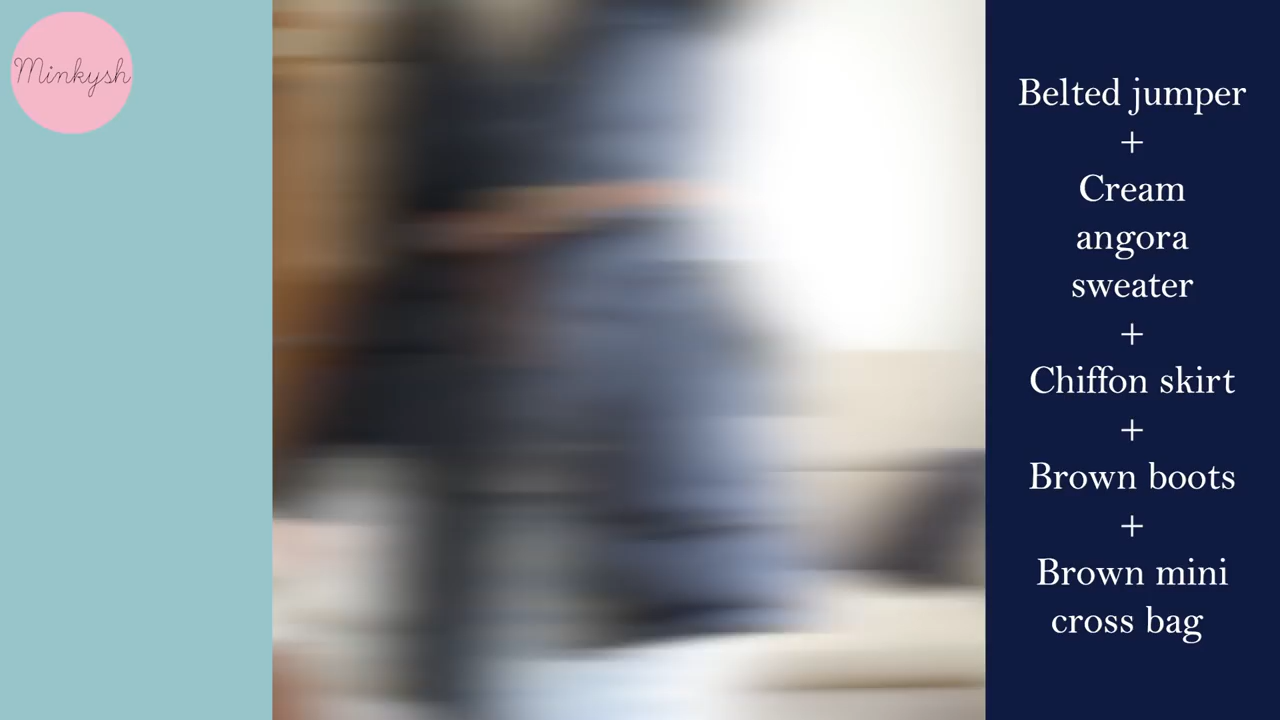 Minkysh
Belted jumper
+
Cream
angora
sweater
+
Chiffon skirt
+
Brown boots
+
Brown mini
cross bag